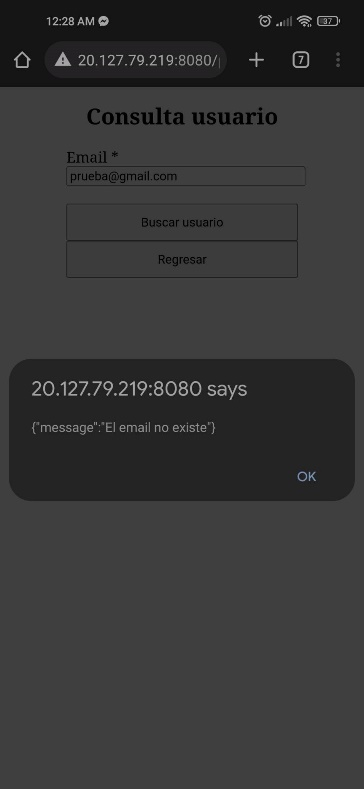 12:28 AM
37
20.127.79.219:8080/
7
Consulta usuario
Email *
prueba@gmail.com
Buscar usuario
Regresar
20.127.79.219:8080 says
{"message":"El email no existe"}
OK